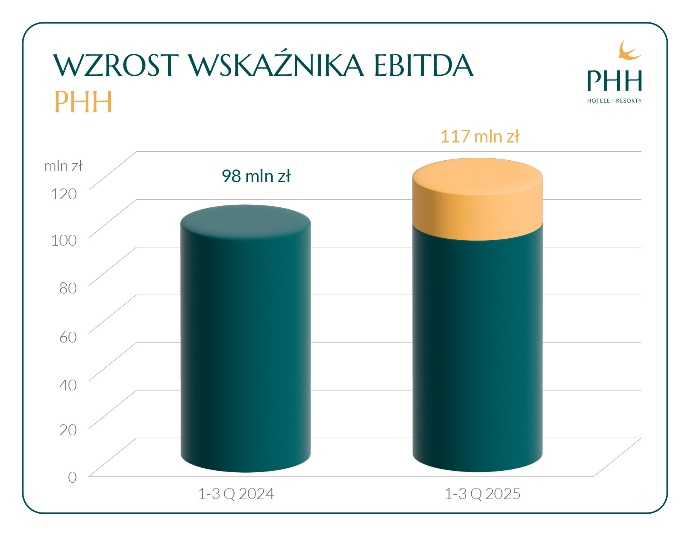 WZROST WSKAŹNIKA EBITDA
PHH
PHH
HOTELE I RESORTY
117 mln zł
mln zł
98 mln zł
120
100
80
60
40
20
0
1-3 Q 2024
1-3 Q 2025